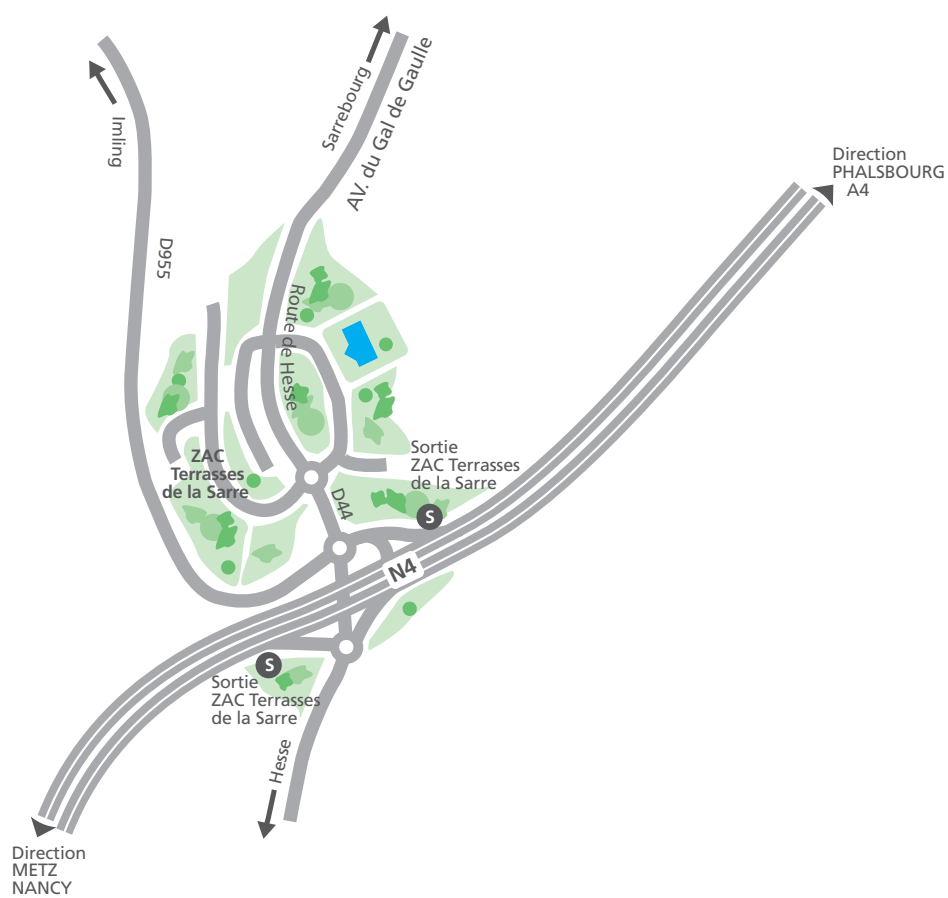 Sarrebourg
AV. du Gal de Gaulle
Imling
Direction
PHALSBOURG
A4
D955
Route de Hesse
Sortie
ZAC Terrasses
de la Sarre
ZAC
Terrasses
de la Sarre
D44
S
N4
S
Sortie
ZAC Terrasses
de la Sarre
Hesse
Direction
METZ
NANCY